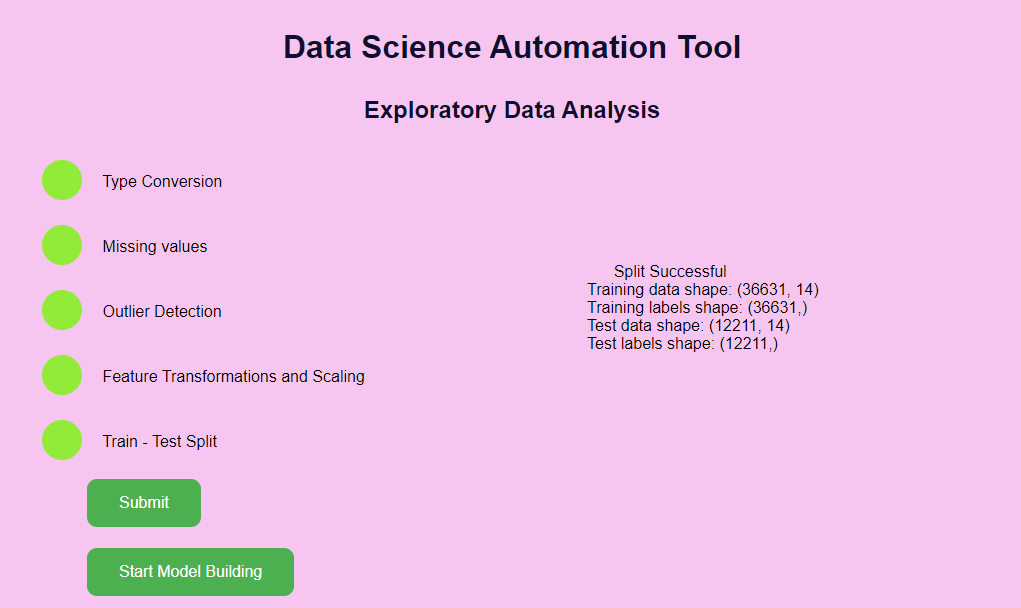 Data Science Automation Tool
Exploratory Data Analysis
Type Conversion
Missing values
Outlier Detection
Feature Transformations and Scaling
Train - Test Split
Submit
Start Model Building
Split Successful
Training data shape: (36631, 14)
Training labels shape: (36631,)
Test data shape: (12211, 14)
Test labels shape: (12211,)